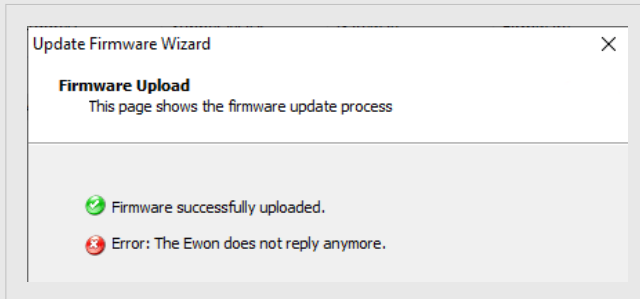 Update Firmware Wizard
Firmware Upload
This page shows the firmware update process
Firmware successfully uploaded.
Error: The Ewon does not reply anymore.